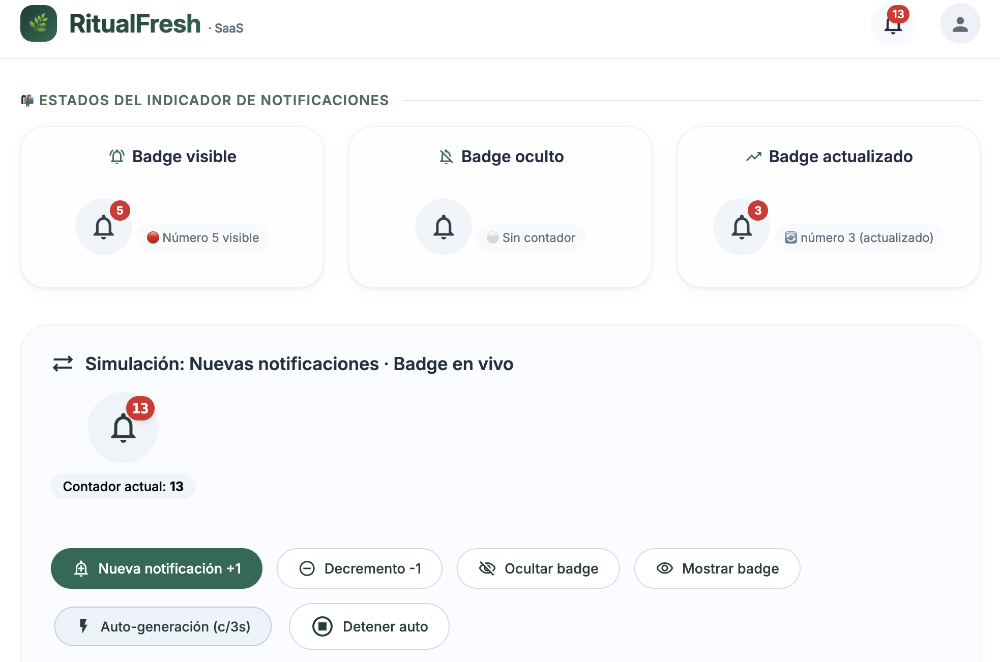 RitualFresh · SaaS
13
ESTADOS DEL INDICADOR DE NOTIFICACIONES
Badge visible
5
Número 5 visible
Badge oculto
Sin contador
Badge actualizado
3
número 3 (actualizado)
Simulación: Nuevas notificaciones · Badge en vivo
13
Contador actual: 13
Nueva notificación +1
Decremento -1
Ocultar badge
Mostrar badge
Auto-generación (c/3s)
Detener auto